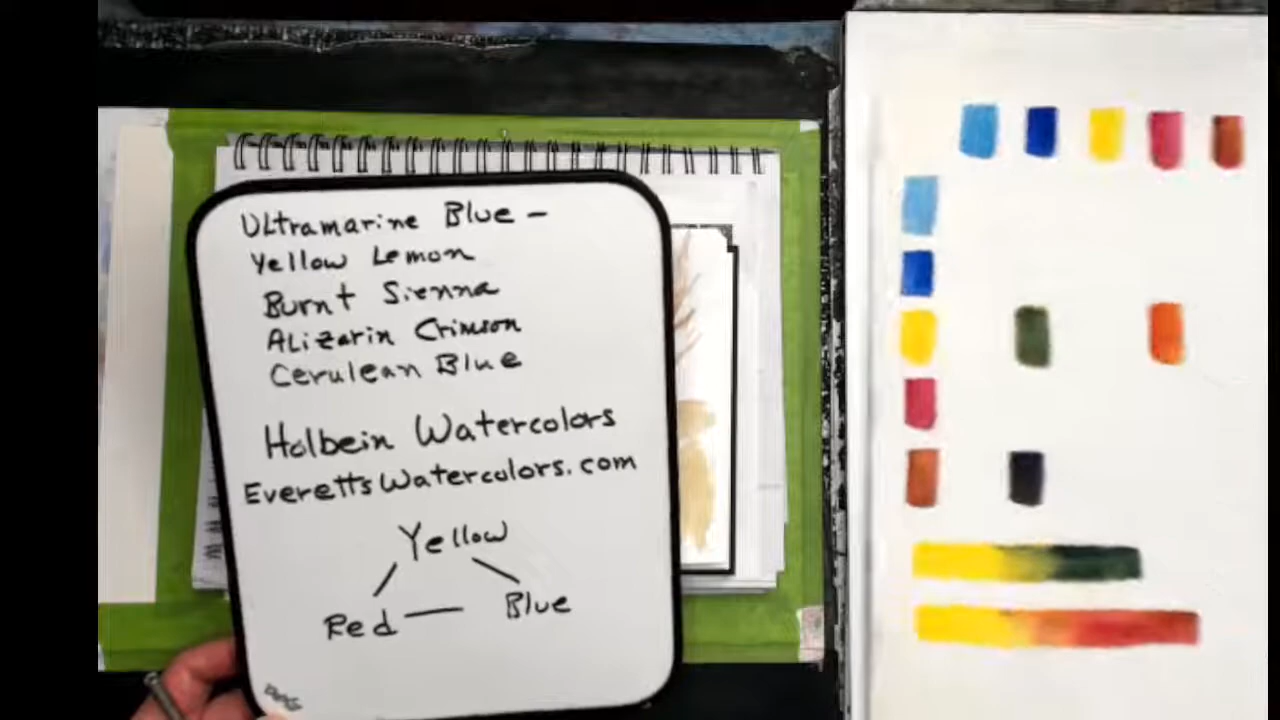 Ultramarine Blue –
Yellow Lemon
Burnt Sienna
Alizarin Crimson
Cerulean Blue
Holbein Watercolors
EverettsWatercolors.com
Yellow
Red — Blue